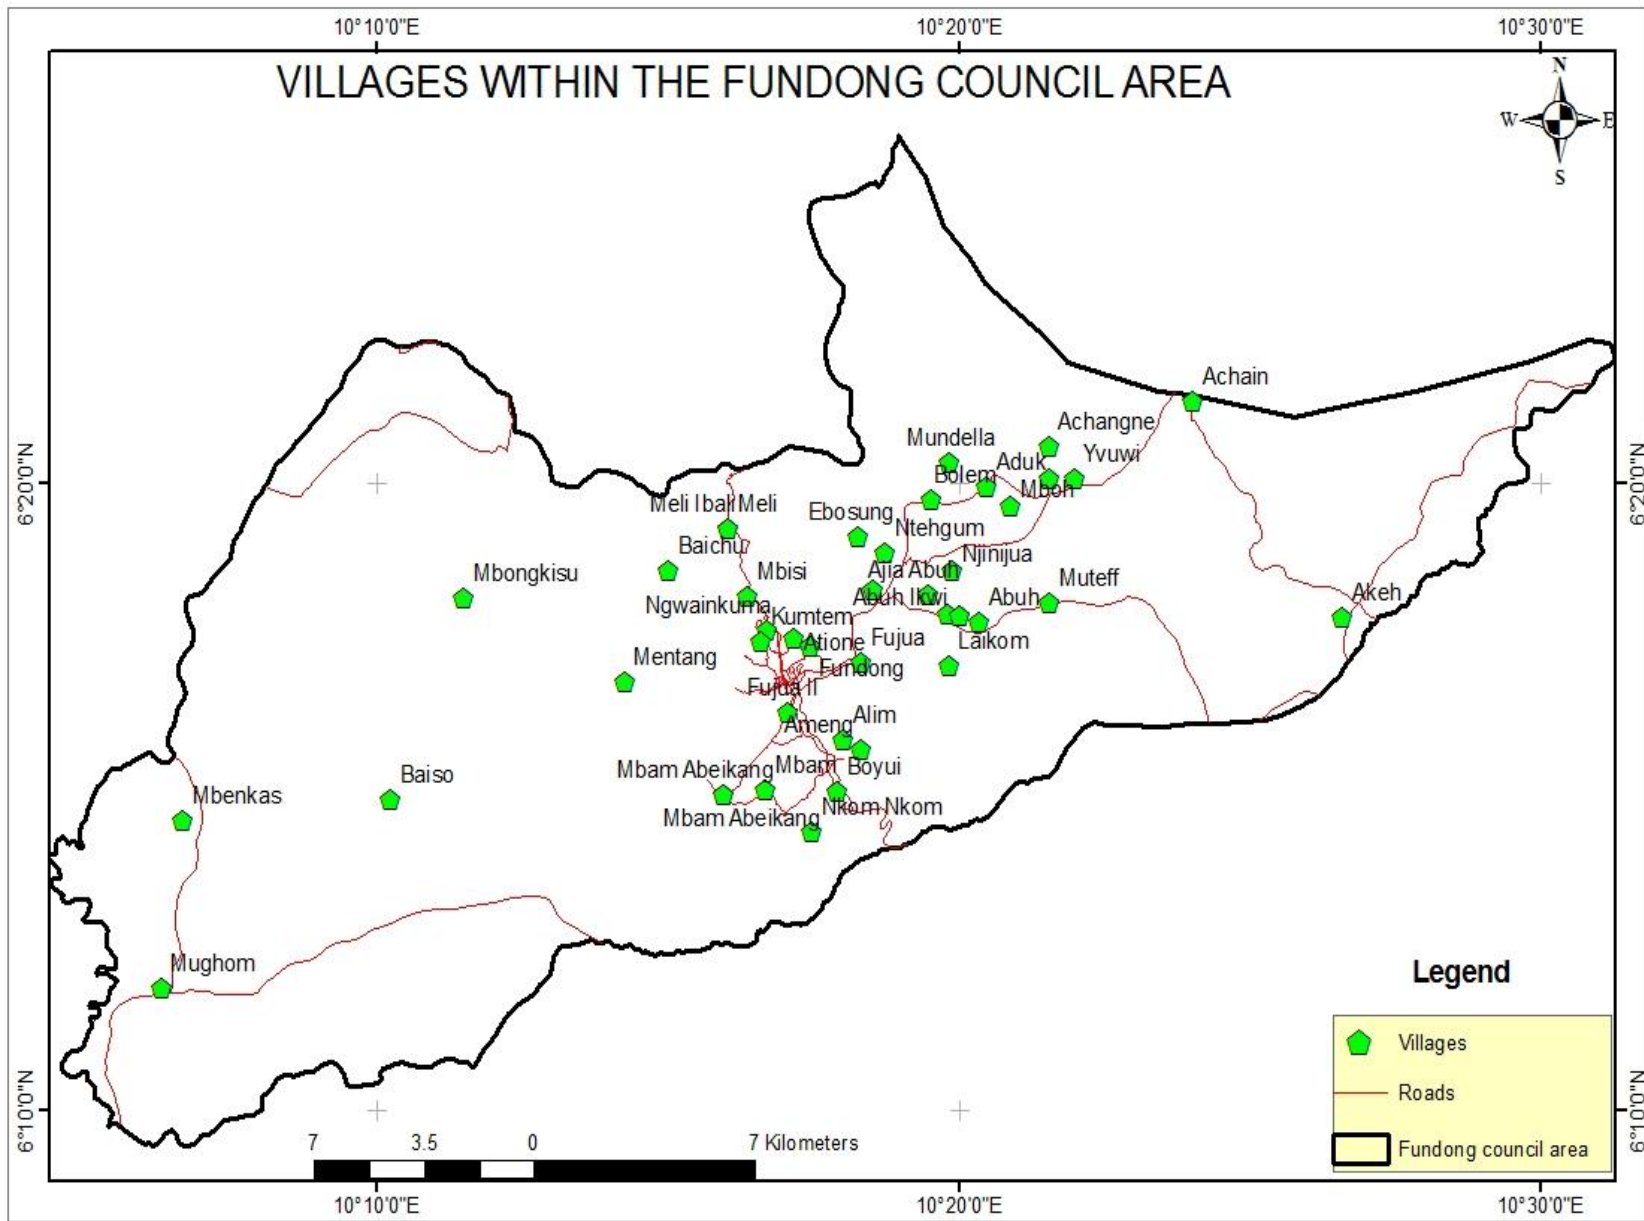 10°10'0"E 10°20'0"E 10°30'0"E
VILLAGES WITHIN THE FUNDONG COUNCIL AREA
N
W E
S
Achain
Achangne
Mundella
Yvuwi
Aduk
Bolem
6°20'0"N
6°20'0"N
Mboh
Meli Ibal Meli
Ebosung
Ntehgum
Baichu
Njinijua
Mbongkisu
Mbisi
Ajia Abuh
Muteff
Akeh
Ngwainkuma
Abuh Ikwi
Abuh
Kumtem
Atione
Fujua
Laikom
Mentang
Fundong
Fujua II
Ameng
Alim
Mbam Abeikang
Mbam
Boyui
Baiso
Mbenkas
Mbam Abeikang
Nkom Nkom
Mughom
Legend
Villages
Roads
Fundong council area
6°10'0"N
6°10'0"N
7 3.5 0 7 Kilometers
10°10'0"E 10°20'0"E 10°30'0"E